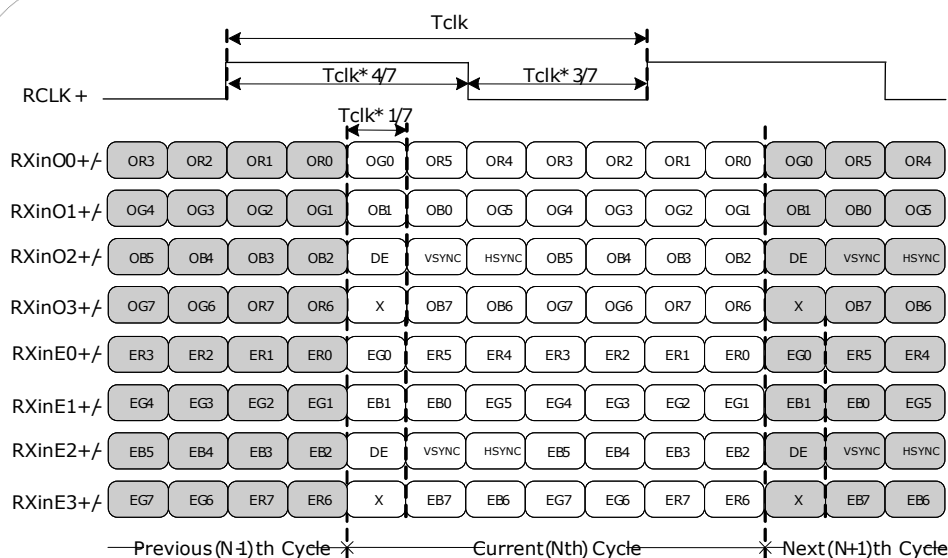 Tclk
Tclk* 4/7 Tclk* 3/7
RCLK +
Tclk* 1/7
RXinO0+/- OR3 OR2 OR1 OR0 OG0 OR5 OR4 OR3 OR2 OR1 OR0 OG0 OR5 OR4
RXinO1+/- OG4 OG3 OG2 OG1 OB1 OB0 OG5 OG4 OG3 OG2 OG1 OB1 OB0 OG5
RXinO2+/- OB5 OB4 OB3 OB2 DE VSYNC HSYNC OB5 OB4 OB3 OB2 DE VSYNC HSYNC
RXinO3+/- OG7 OG6 OR7 OR6 X OB7 OB6 OG7 OG6 OR7 OR6 X OB7 OB6
RXinE0+/- ER3 ER2 ER1 ER0 EG0 ER5 ER4 ER3 ER2 ER1 ER0 EG0 ER5 ER4
RXinE1+/- EG4 EG3 EG2 EG1 EB1 EB0 EG5 EG4 EG3 EG2 EG1 EB1 EB0 EG5
RXinE2+/- EB5 EB4 EB3 EB2 DE VSYNC HSYNC EB5 EB4 EB3 EB2 DE VSYNC HSYNC
RXinE3+/- EG7 EG6 ER7 ER6 X EB7 EB6 EG7 EG6 ER7 ER6 X EB7 EB6
Previous(N-1)th Cycle Current(Nth) Cycle Next(N+1)th Cycle